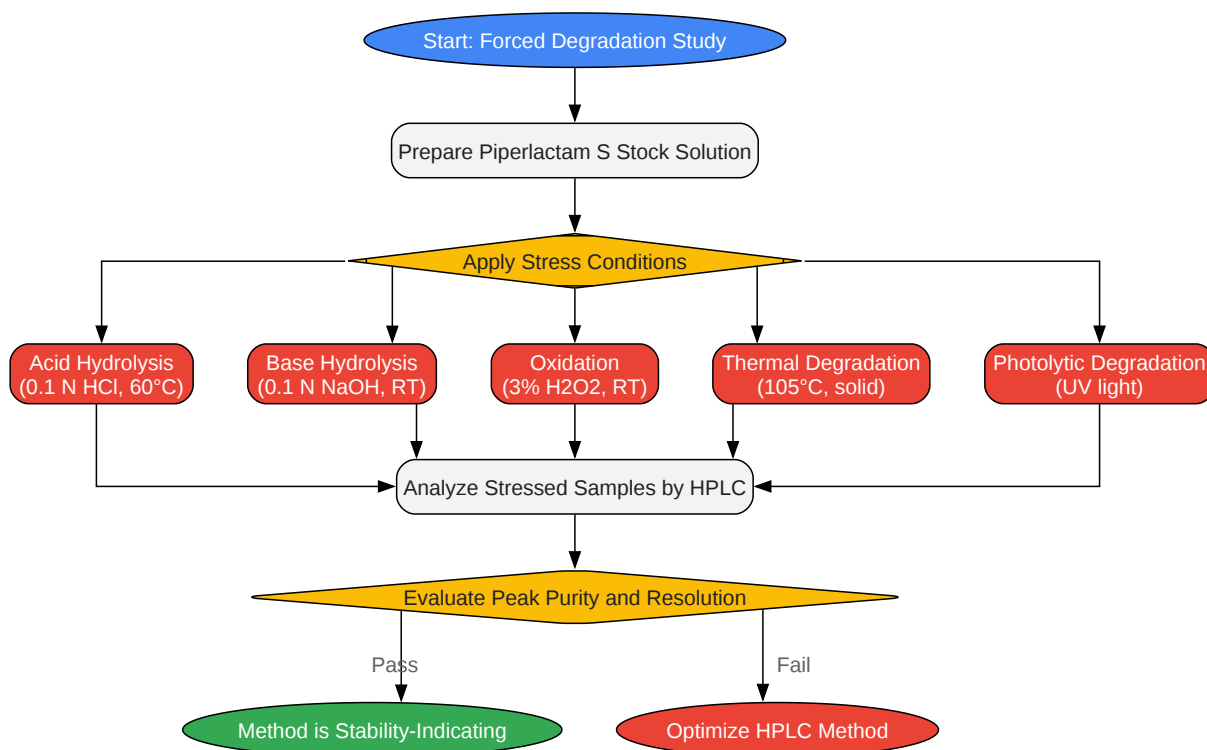 Start: Forced Degradation Study
Prepare Piperlactam S Stock Solution
Apply Stress Conditions
Acid Hydrolysis
(0.1 N HCl, 60°C)
Base Hydrolysis
(0.1 N NaOH, RT)
Oxidation
(3% H2O2, RT)
Thermal Degradation
(105°C, solid)
Photolytic Degradation
(UV light)
Analyze Stressed Samples by HPLC
Evaluate Peak Purity and Resolution
Pass
Fail
Method is Stability-Indicating
Optimize HPLC Method